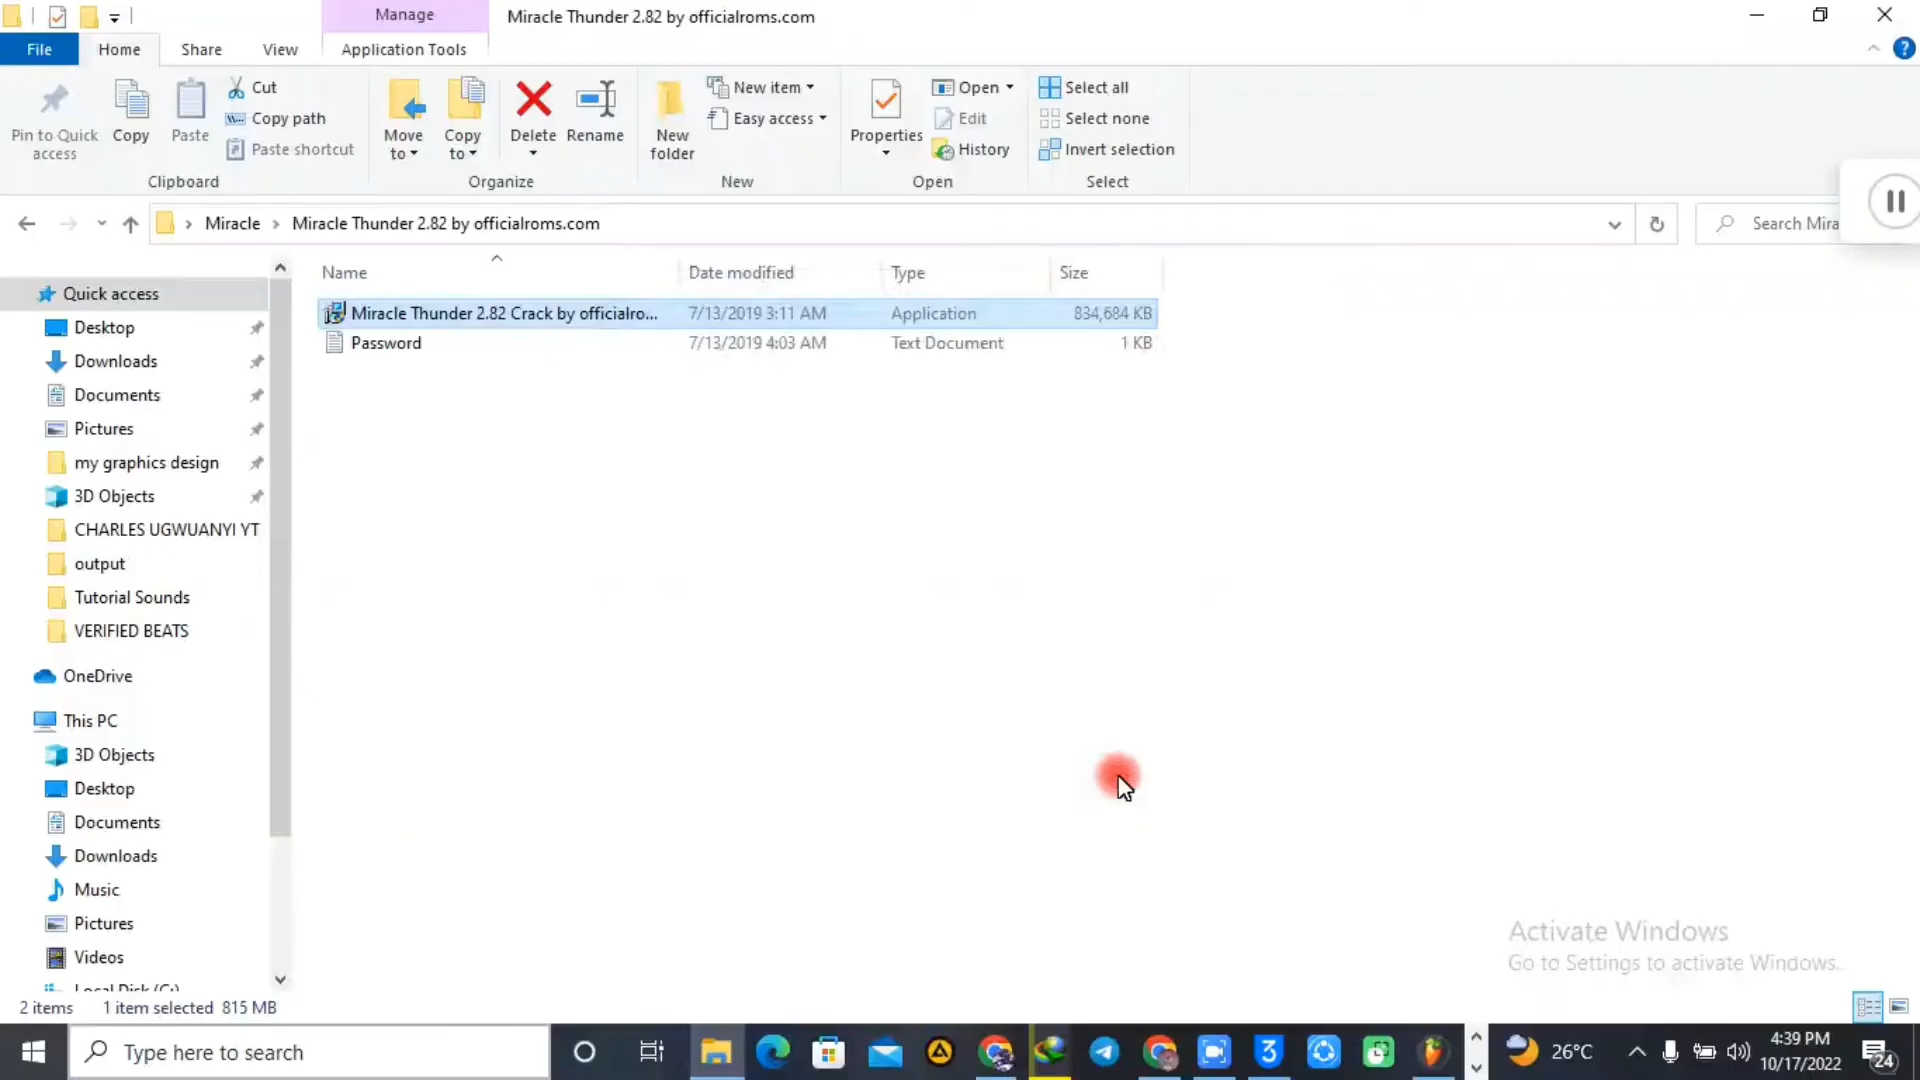 Manage
Miracle Thunder 2.82 by officialroms.com
File
Home
Share
View
Application Tools
Pin to Quick access
Copy
Paste
Cut
Copy path
Paste shortcut
Move to
Copy to
Delete
Rename
New folder
New item
Easy access
Properties
Open
Edit
History
Select all
Select none
Invert selection
Clipboard
Organize
New
Open
Select
Miracle
Miracle Thunder 2.82 by officialroms.com
Search Mira
Name
Date modified
Type
Size
Miracle Thunder 2.82 Crack by officialro...
7/13/2019 3:11 AM
Application
834,684 KB
Password
7/13/2019 4:03 AM
Text Document
1 KB
Quick access
Desktop
Downloads
Documents
Pictures
my graphics design
3D Objects
CHARLES UGWUANYI YT
output
Tutorial Sounds
VERIFIED BEATS
OneDrive
This PC
3D Objects
Desktop
Documents
Downloads
Music
Pictures
Videos
Local Disk (C:)
Activate Windows
Go to Settings to activate Windows.
2 items
1 item selected 815 MB
Type here to search
26°C
4:39 PM
10/17/2022
24